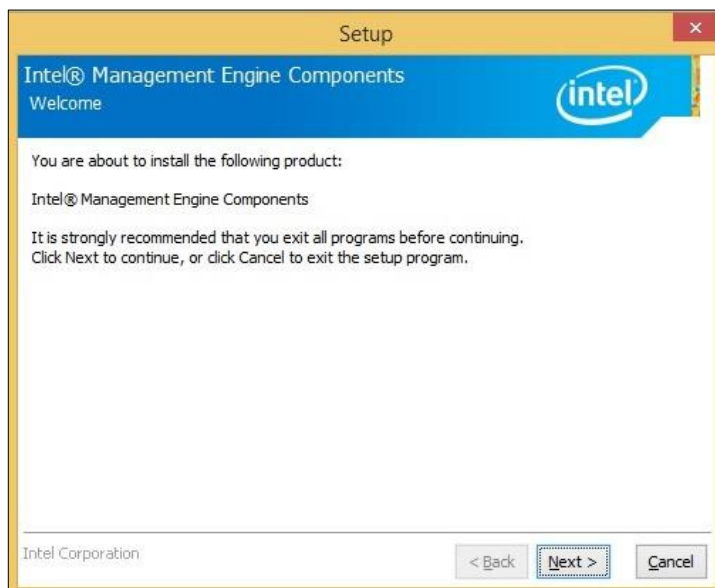 Setup
Intel® Management Engine Components
Welcome
intel
You are about to install the following product:
Intel® Management Engine Components
It is strongly recommended that you exit all programs before continuing.
Click Next to continue, or click Cancel to exit the setup program.
Intel Corporation
< Back Next > Cancel